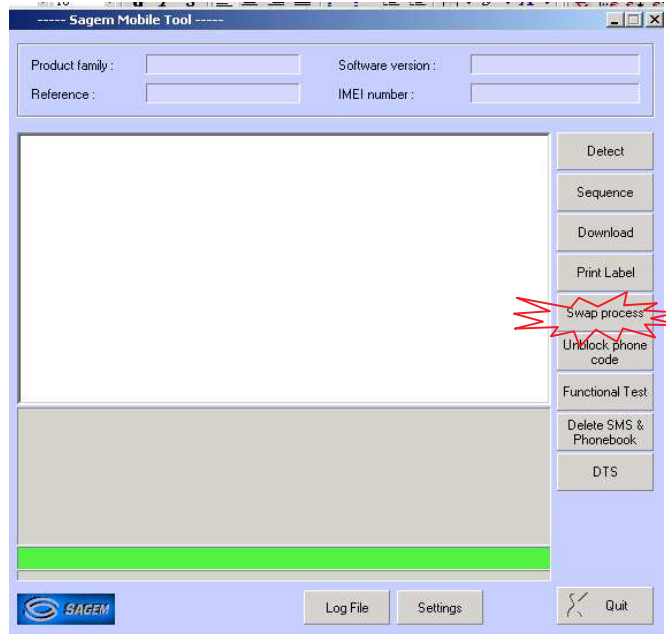 ----- Sagem Mobile Tool -----
Product family :
Software version :
Reference :
IMEI number :
Detect
Sequence
Download
Print Label
Swap process
Unblock phone
code
Functional Test
Delete SMS &
Phonebook
DTS
SAGEM
Log File
Settings
Quit